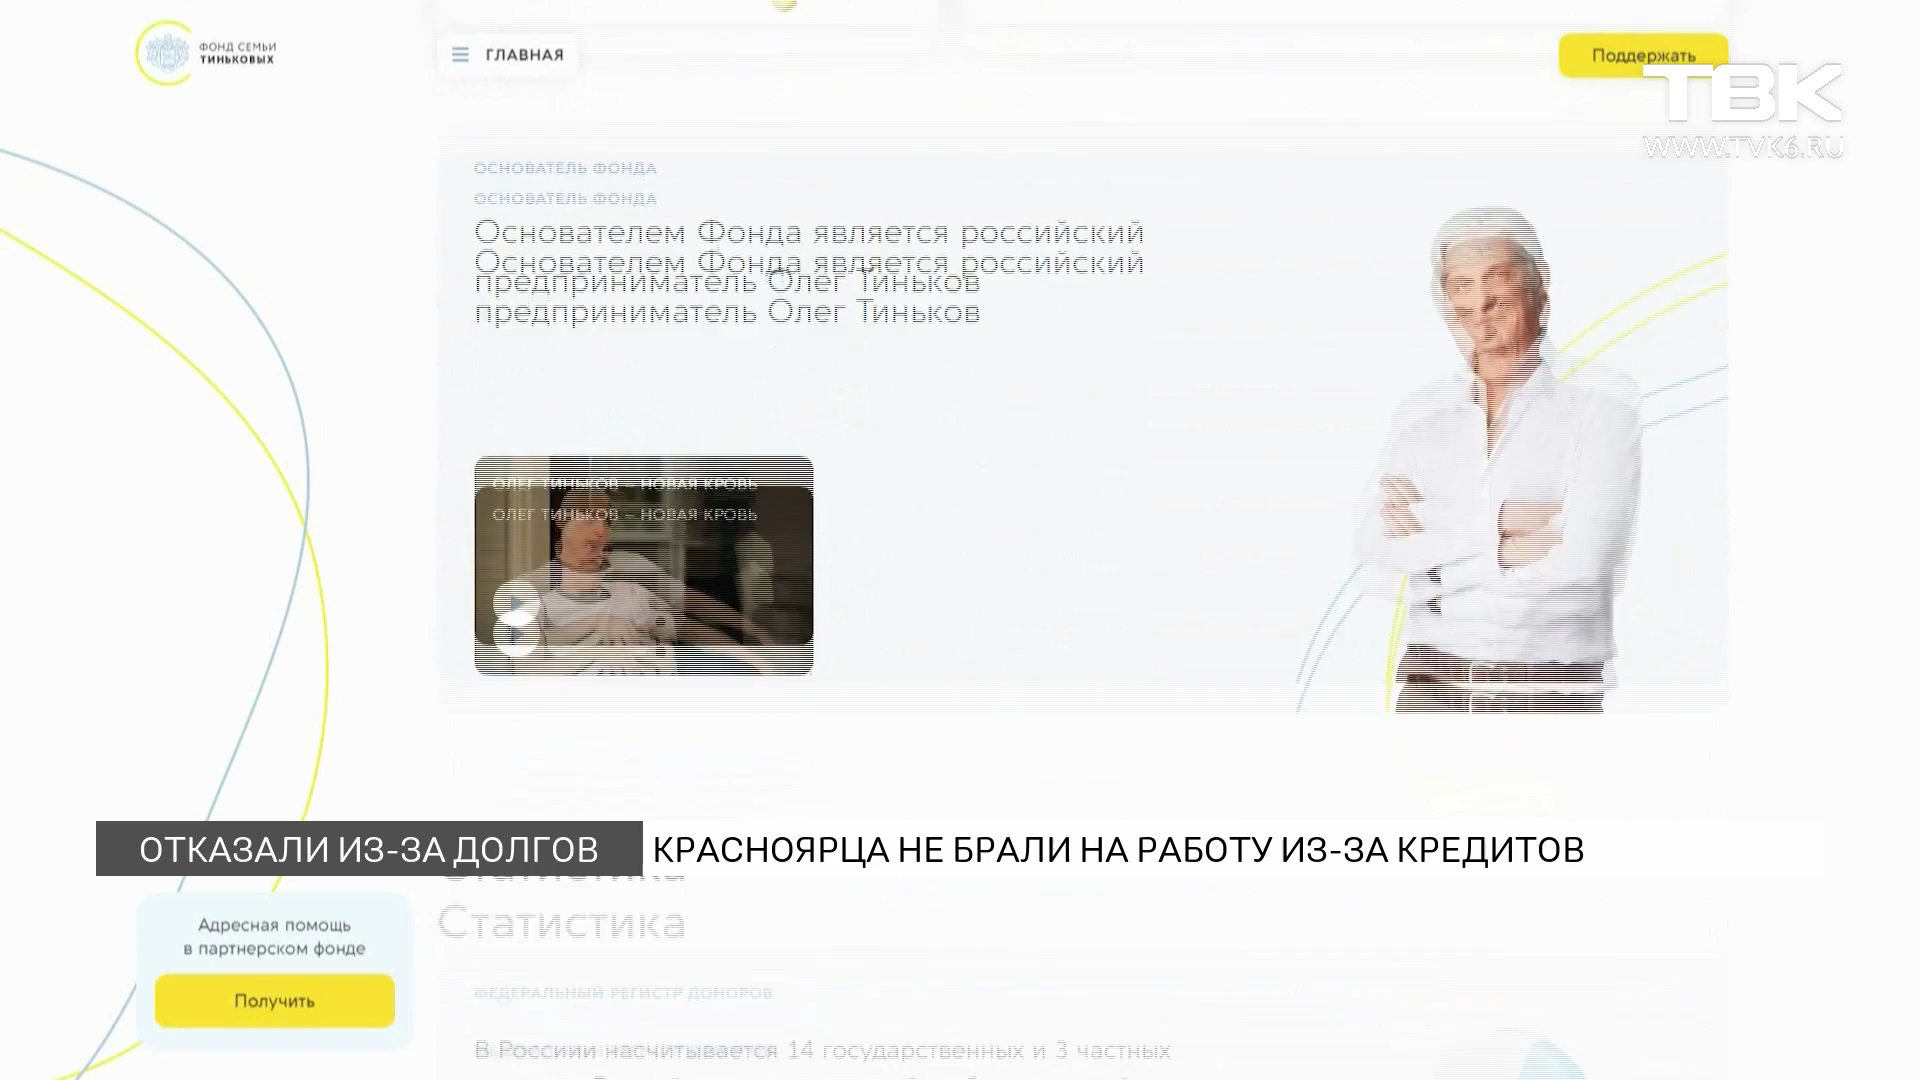 ФОНД СЕМЬИ
ТИНЬКОВЫХ
ГЛАВНАЯ
Поддержать
ТВК
WWW.TVK6.RU
ОСНОВАТЕЛЬ ФОНДА
ОСНОВАТЕЛЬ ФОНДА
Основателем Фонда является российский
Основателем Фонда является российский
предприниматель Олег Тиньков
предприниматель Олег Тиньков
ОЛЕГ ТИНЬКОВ – НОВАЯ КРОВЬ
ОЛЕГ ТИНЬКОВ – НОВАЯ КРОВЬ
ОТКАЗАЛИ ИЗ-ЗА ДОЛГОВ
КРАСНОЯРЦА НЕ БРАЛИ НА РАБОТУ ИЗ-ЗА КРЕДИТОВ
Статистика
Статистика
Адресная помощь
в партнерском фонде
Получить
ФЕДЕРАЛЬНЫЙ РЕГИСТР ДОНОРОВ
В России насчитывается 14 государственных и 3 частных